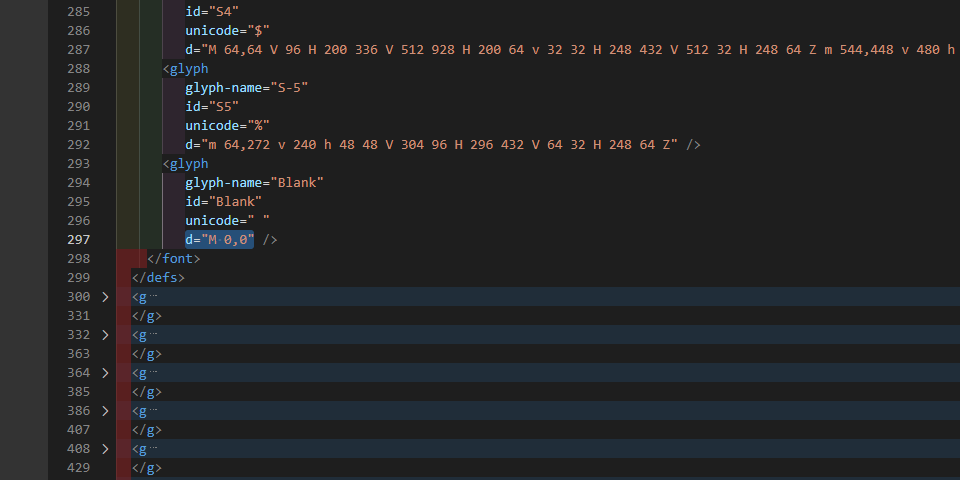 285 id="S4"
286 unicode="$"
287 d="M 64,64 V 96 H 200 336 V 512 928 H 200 64 v 32 32 H 248 432 V 512 32 H 248 64 Z m 544,448 v 480 h
288 <glyph
289 glyph-name="S-5"
290 id="S5"
291 unicode="%"
292 d="m 64,272 v 240 h 48 48 V 304 96 H 296 432 V 64 32 H 248 64 Z" />
293 <glyph
294 glyph-name="Blank"
295 id="Blank"
296 unicode=" "
297 d="M 0,0" />
298 </font>
299 </defs>
300 <g ...
331 </g>
332 <g ...
363 </g>
364 <g ...
385 </g>
386 <g ...
407 </g>
408 <g ...
429 </g>